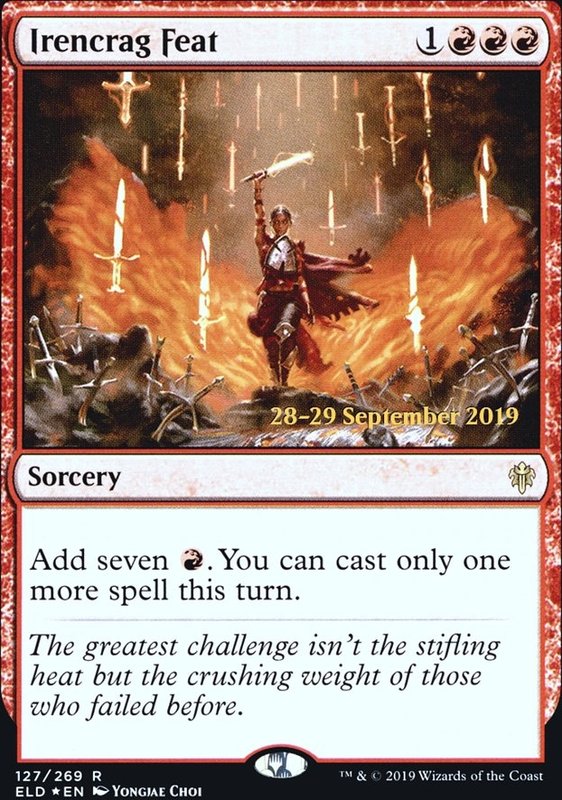 Irencrag Feat 1
28–29 September 2019
Sorcery
Add seven . You can cast only one
more spell this turn.
The greatest challenge isn't the stifling
heat but the crushing weight of those
who failed before.
127/269 R
ELD ★ EN Yongjae Choi
™ & © 2019 Wizards of the Coast